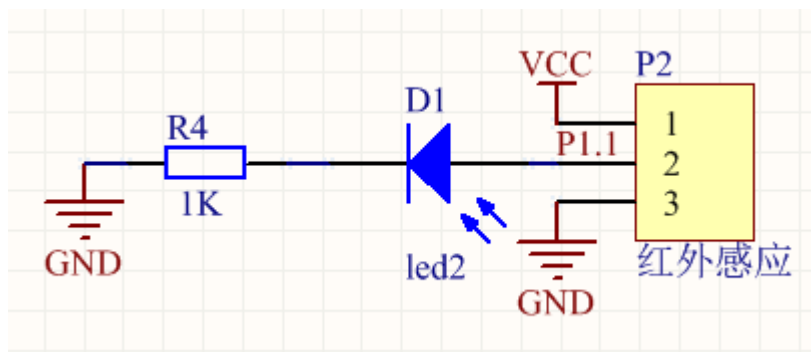 VCC
P2
D1
R4
P1.1
1
2
3
1K
GND
led2
GND
红外感应